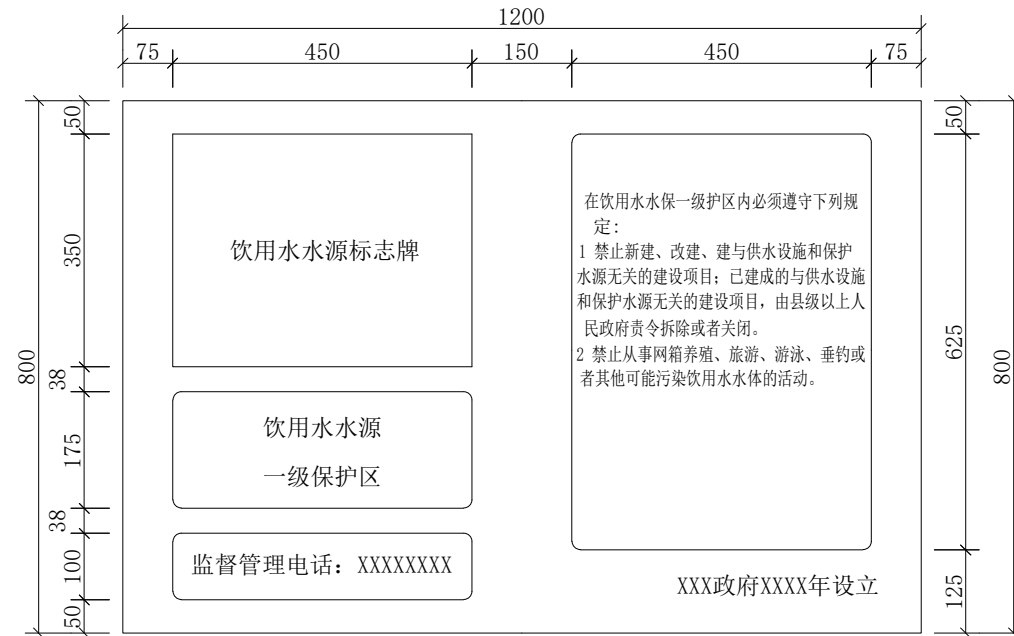 1200
75
450
150
450
75
50
350
38
175
38
100
50
800
饮用水水源标志牌
饮用水水源
一级保护区
监督管理电话：XXXXXXXX
在饮用水水保一级护区内必须遵守下列规
定：
1 禁止新建、改建、建与供水设施和保护
水源无关的建设项目；已建成的与供水设施
和保护水源无关的建设项目，由县级以上人
民政府责令拆除或者关闭。
2 禁止从事网箱养殖、旅游、游泳、垂钓或
者其他可能污染饮用水水体的活动。
XXX政府XXXX年设立
50
625
125
800